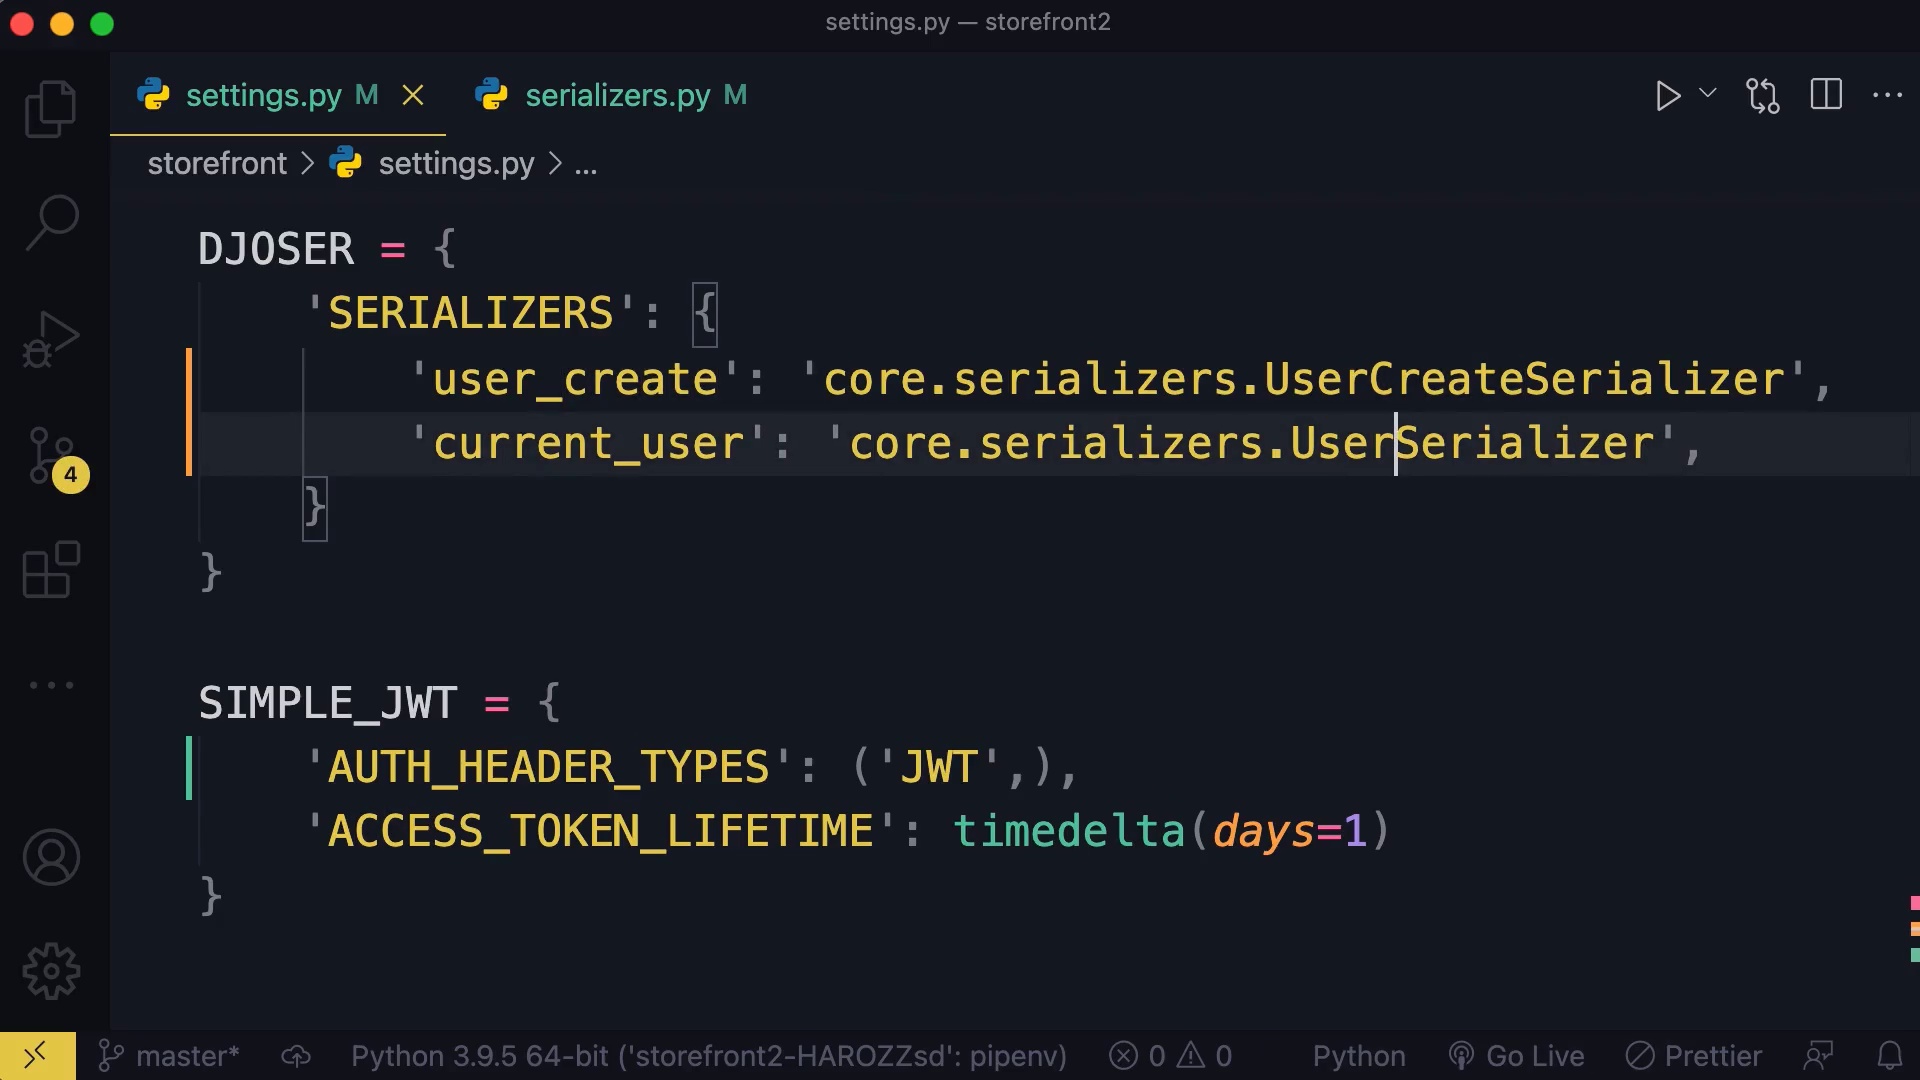 settings.py — storefront2
settings.py M serializers.py M
storefront > settings.py > ...
DJOSER = {
'SERIALIZERS': {
'user_create': 'core.serializers.UserCreateSerializer',
'current_user': 'core.serializers.UserSerializer',
}
}
SIMPLE_JWT = {
'AUTH_HEADER_TYPES': ('JWT',),
'ACCESS_TOKEN_LIFETIME': timedelta(days=1)
}
4
master* Python 3.9.5 64-bit ('storefront2-HAROZZsd': pipenv) 0 0 Python Go Live Prettier